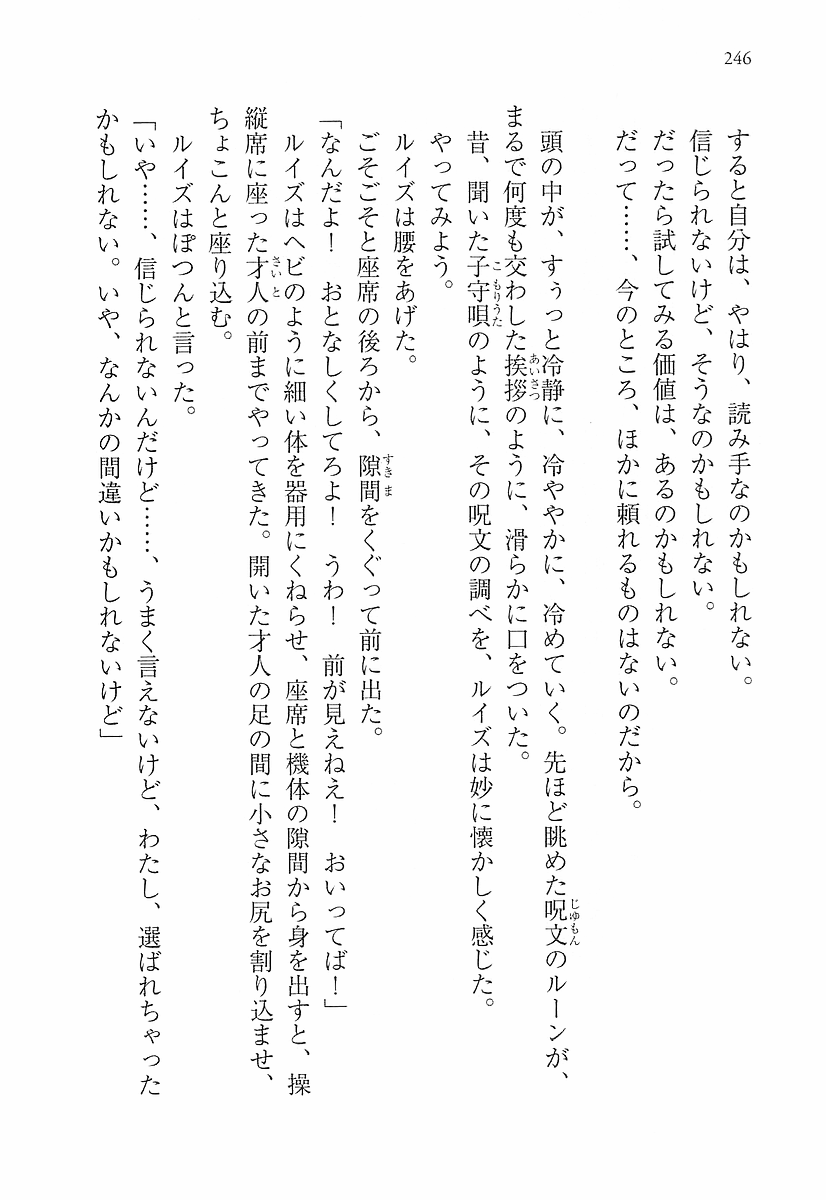 246
すると自分は、やはり、読み手なのかもしれない。
信じられないけど、そうなのかもしれない。
だったら試してみる価値は、あるのかもしれない。
だって……、今のところ、ほかに頼れるものはないのだから。
頭の中が、すぅっと冷静に、冷ややかに、冷めていく。先ほど眺めた呪文のルーンが、
まるで何度も交わした挨拶のように、滑らかに口をついた。
昔、聞いた子守唄のように、その呪文の調べを、ルイズは妙に懐かしく感じた。
やってみよう。
ルイズは腰をあげた。
ごそごそと座席の後ろから、隙間をくぐって前に出た。
「なんだよ！　おとなしくしてろよ！　うわ！　前が見えねえ！　おいってば！」
ルイズはヘビのように細い体を器用にくねらせ、座席と機体の隙間から身を出すと、操
縦席に座った才人の前までやってきた。開いた才人の足の間に小さなお尻を割り込ませ、
ちょこんと座り込む。
ルイズはぽつんと言った。
「いや……、信じられないんだけど……、うまく言えないけど、わたし、選ばれちゃった
かもしれない。いや、なんかの間違いかもしれないけど」